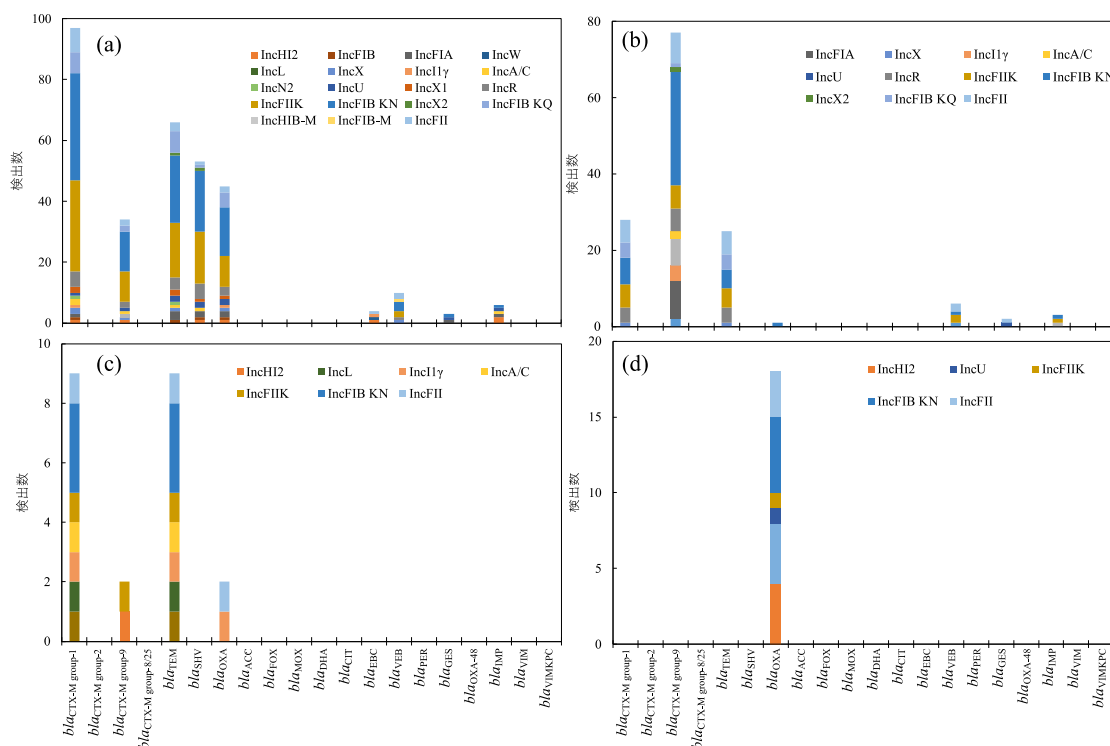 (a)
100
80
60
40
20
0
検出数
IncHI2 IncFIB IncFIA IncW
IncL IncX IncI1γ IncA/C
IncN2 IncU IncX1 IncR
IncFIIK IncFIB KN IncX2 IncFIB KQ
IncHIB-M IncFIB-M IncFII
(b)
80
60
40
20
0
検出数
IncFIA IncX IncI1γ IncA/C
IncU IncR IncFIIK IncFIB KN
IncX2 IncFIB KQ IncFII
(c)
10
8
6
4
2
0
検出数
IncHI2 IncL IncI1γ IncA/C
IncFIIK IncFIB KN IncFII
blaCTX-M group-1
blaCTX-M group-2
blaCTX-M group-9
blaCTX-M group-8/25
blaTEM
blaSHV
blaOXA
blaACC
blaFOX
blaMOX
blaDHA
blaCIT
blaEBC
blaVEB
blaPER
blaGES
blaOXA-48
blaIMP
blaVIM
blaVIMKPC
(d)
20
15
10
5
0
検出数
IncHI2 IncU IncFIIK
IncFIB KN IncFII
blaCTX-M group-1
blaCTX-M group-2
blaCTX-M group-9
blaCTX-M group-8/25
blaTEM
blaSHV
blaOXA
blaACC
blaFOX
blaMOX
blaDHA
blaCIT
blaEBC
blaVEB
blaPER
blaGES
blaOXA-48
blaIMP
blaVIM
blaVIMKPC